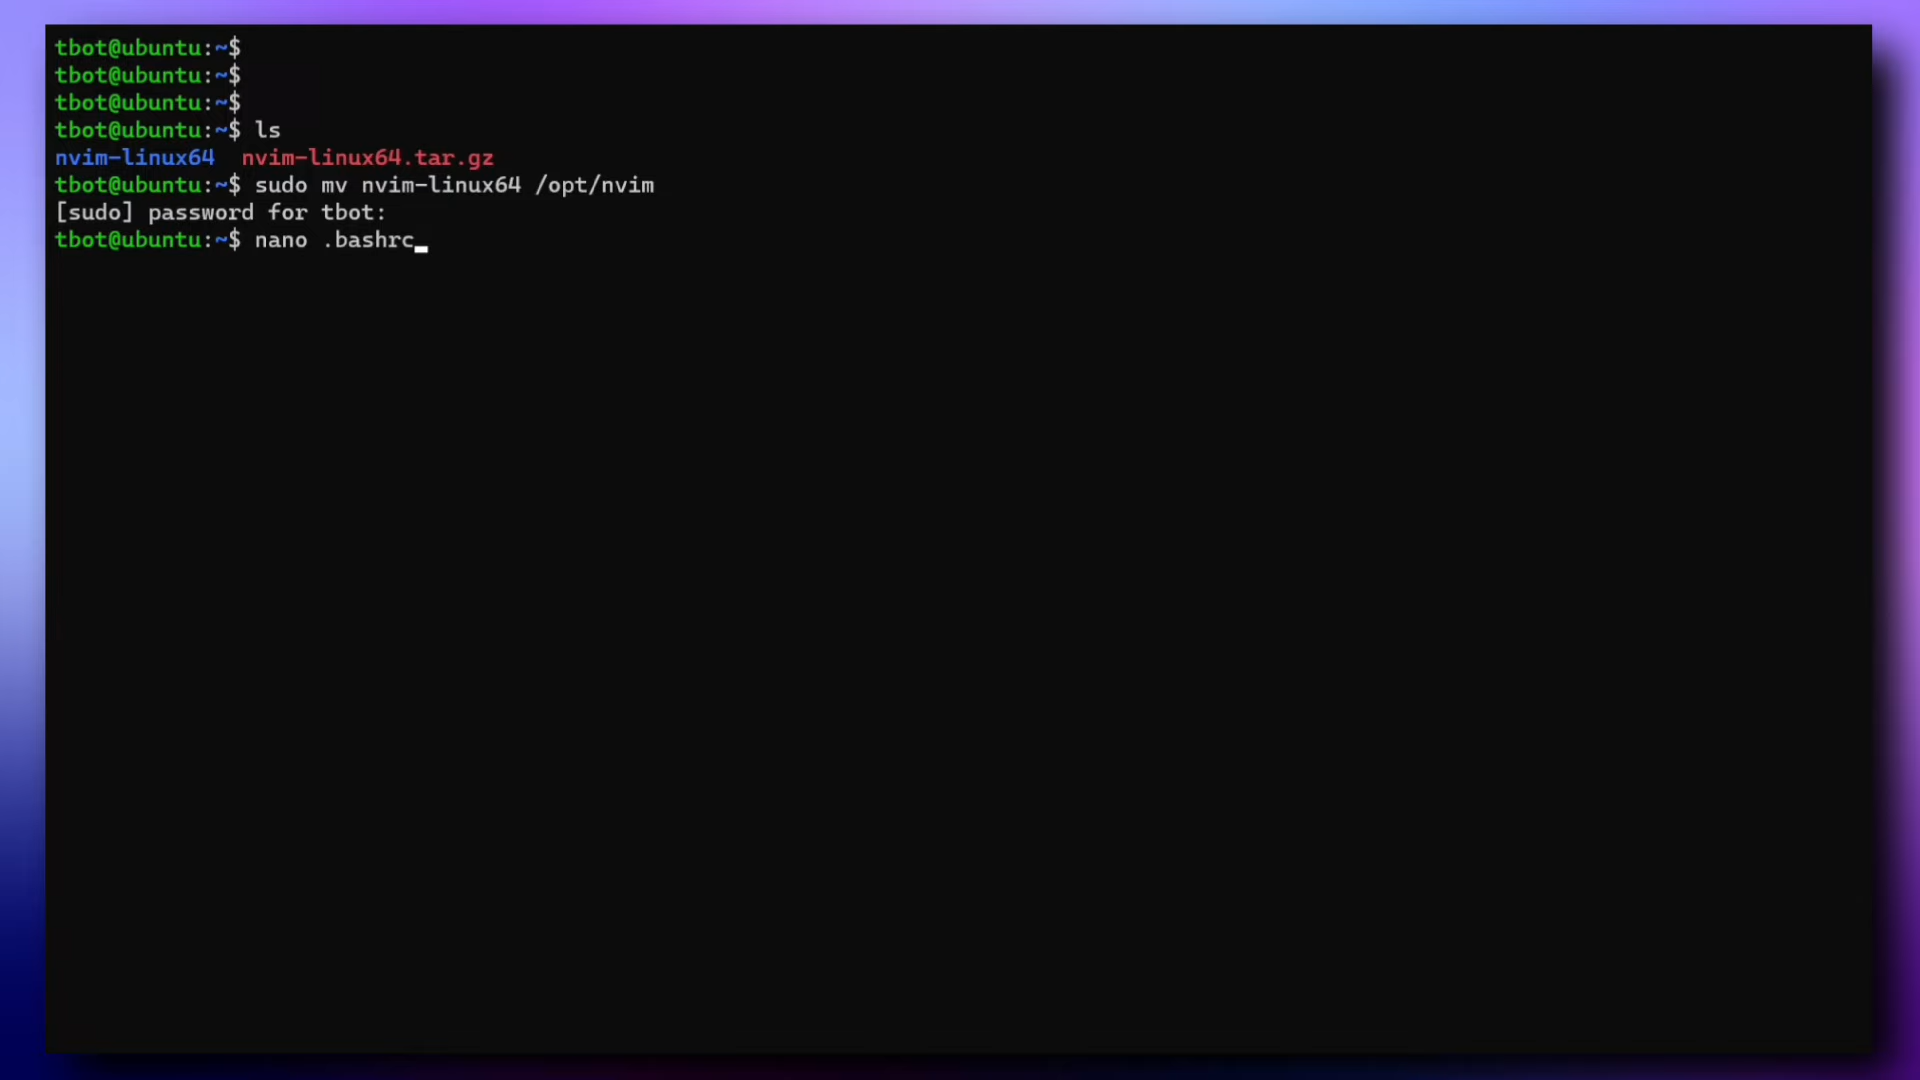 tbot@ubuntu:~$
tbot@ubuntu:~$
tbot@ubuntu:~$
tbot@ubuntu:~$ ls
nvim-linux64  nvim-linux64.tar.gz
tbot@ubuntu:~$ sudo mv nvim-linux64 /opt/nvim
[sudo] password for tbot:
tbot@ubuntu:~$ nano .bashrc